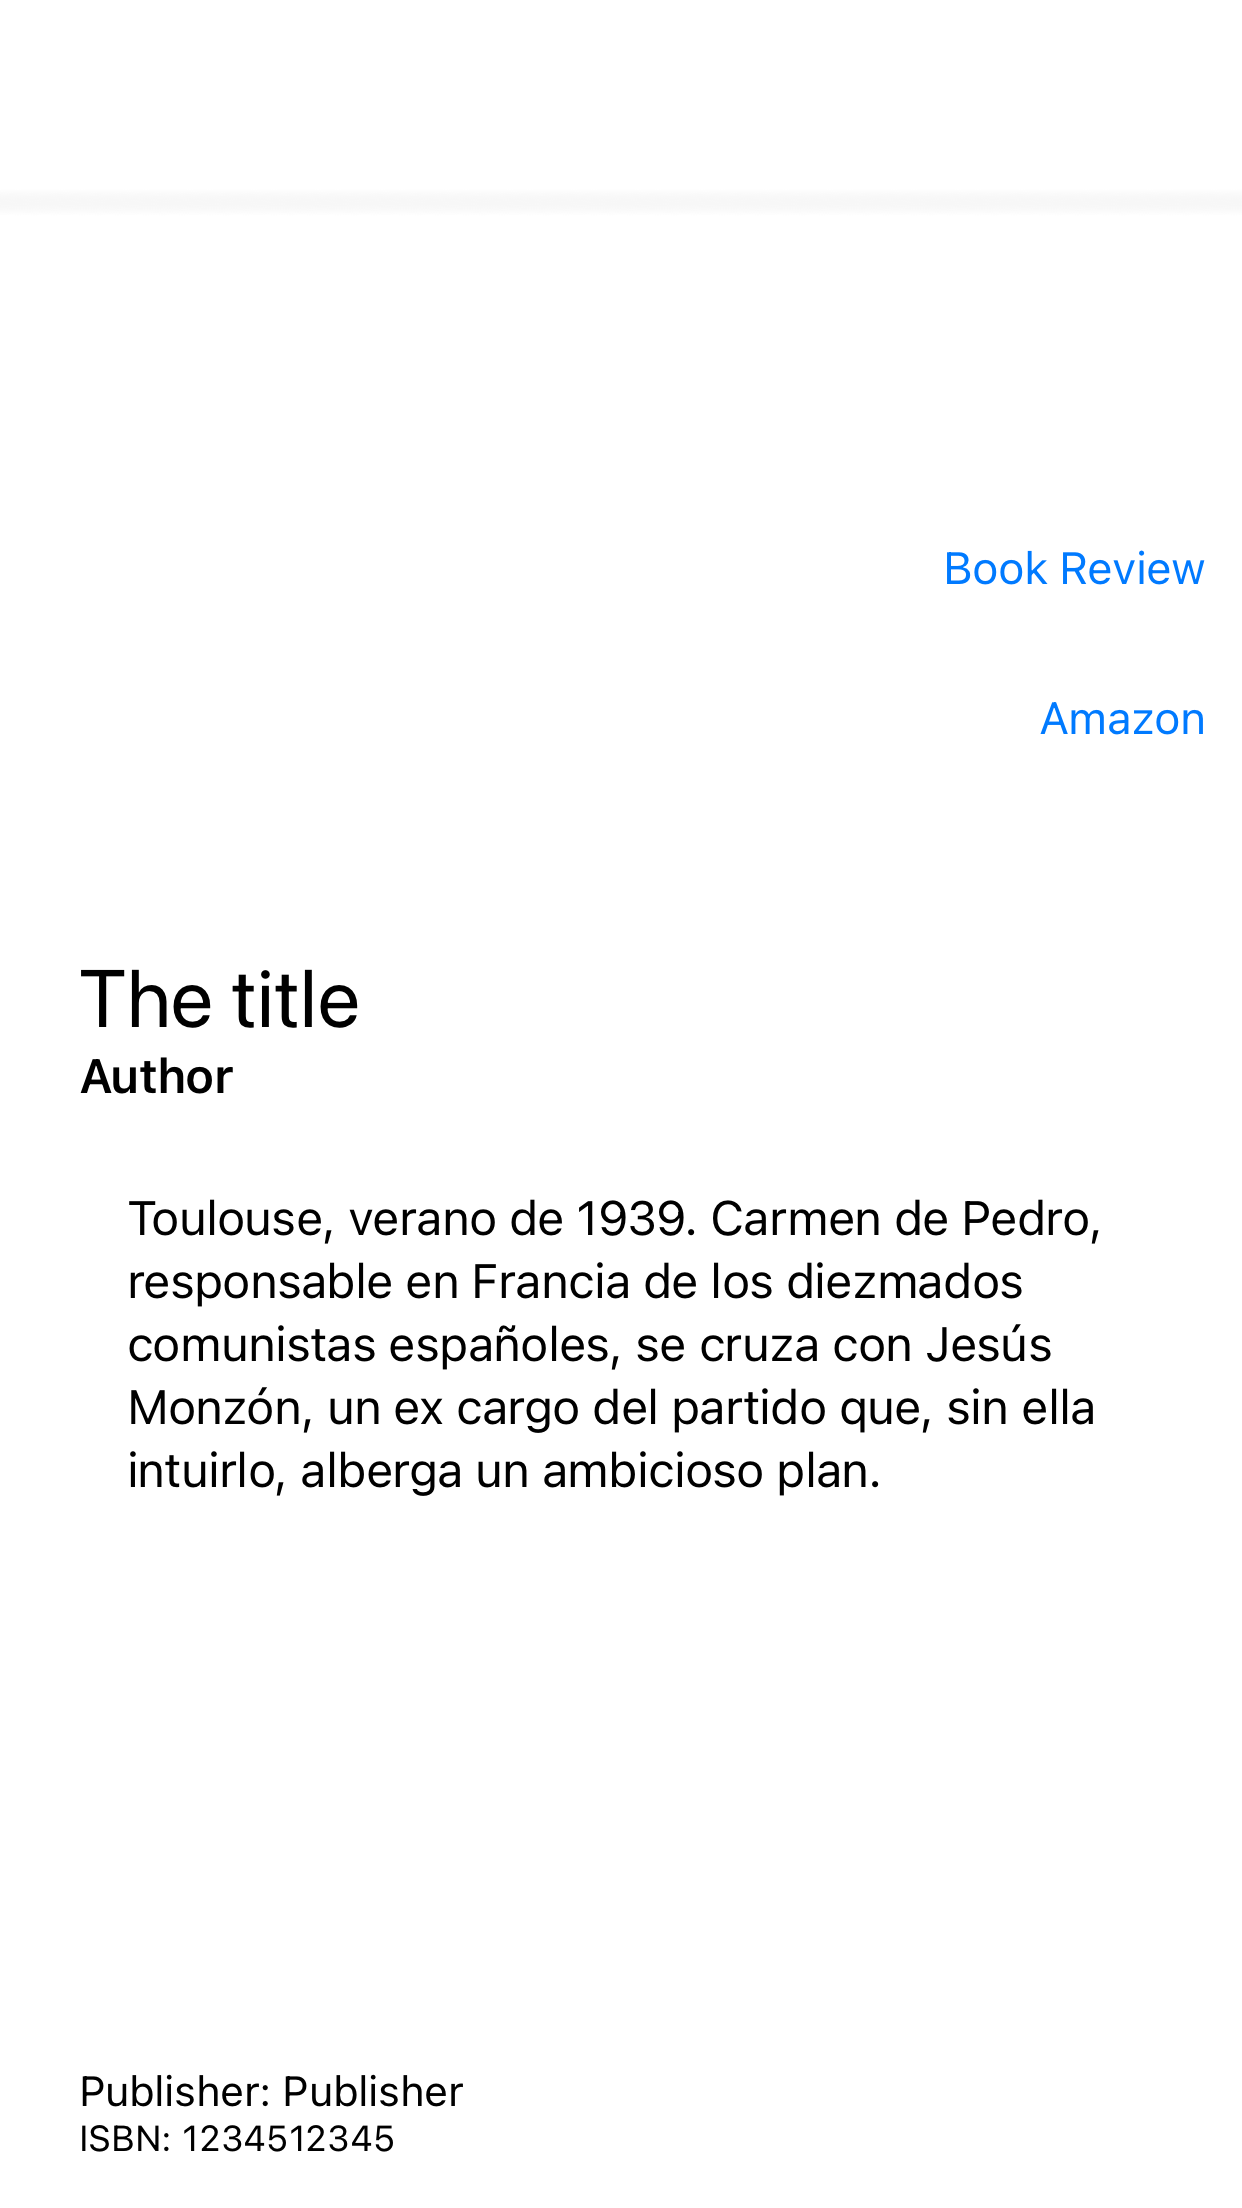 Book Review
Amazon
The title
Author
Toulouse, verano de 1939. Carmen de Pedro,
responsable en Francia de los diezmados
comunistas españoles, se cruza con Jesús
Monzón, un ex cargo del partido que, sin ella
intuirlo, alberga un ambicioso plan.
Publisher: Publisher
ISBN: 1234512345